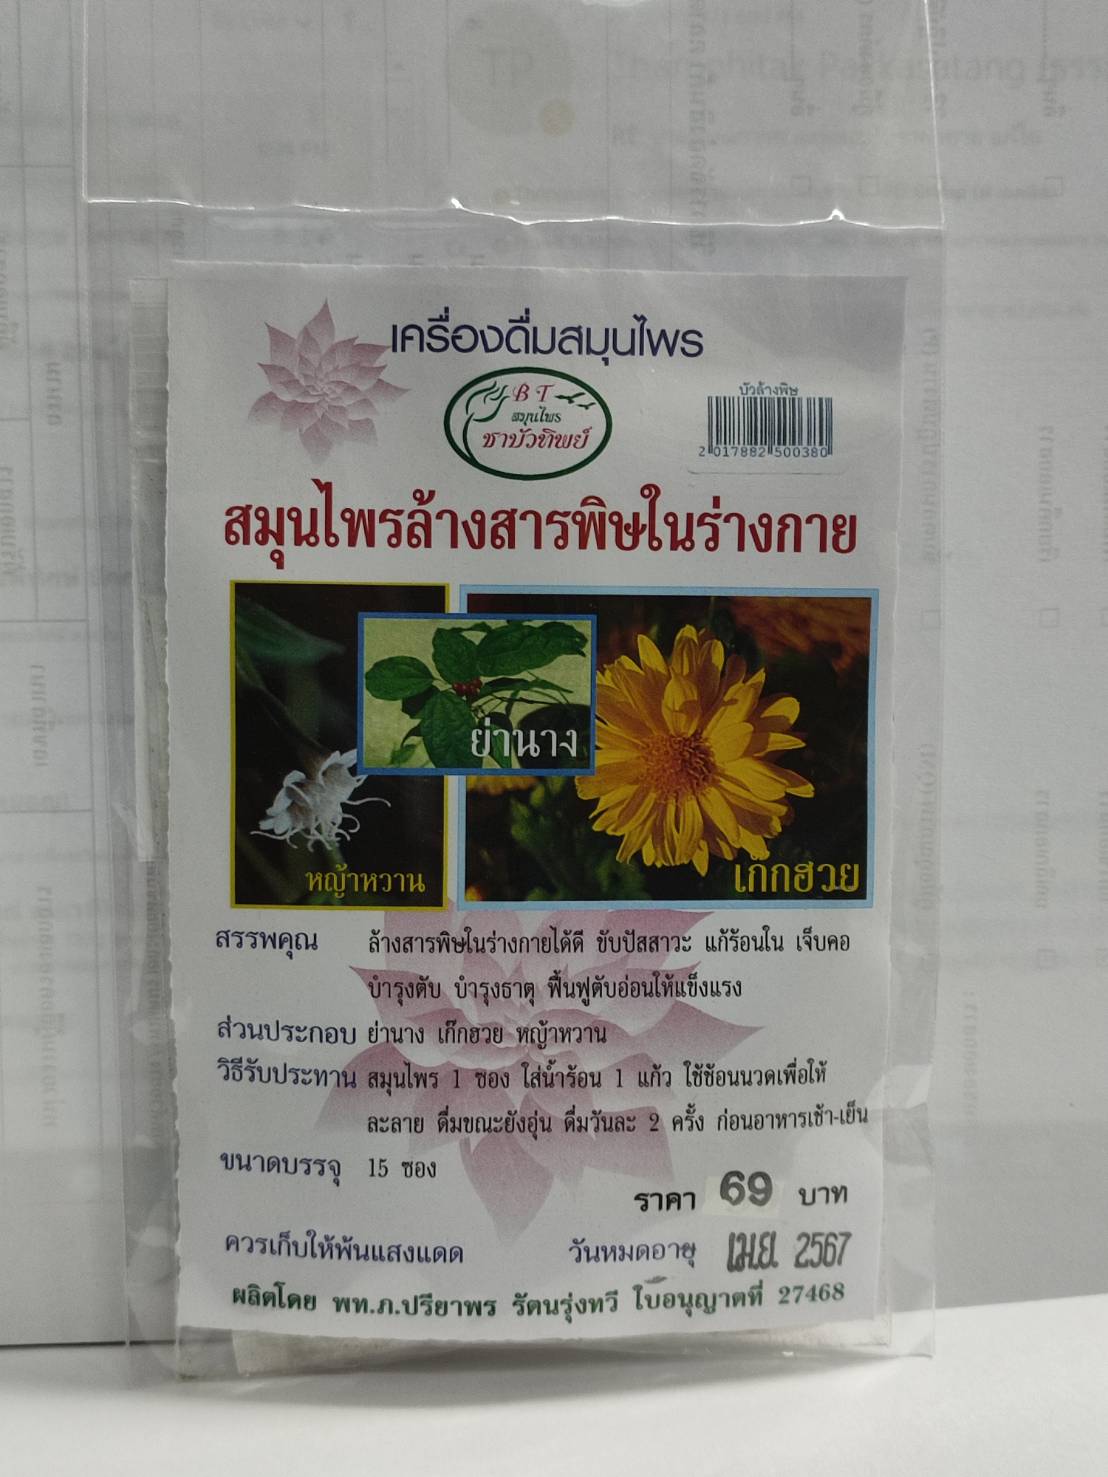 เครื่องดื่มสมุนไพร
BT
สมุนไพร
ชาบัวทิพย์
บัวล้างพิษ
2 017882 500380
สมุนไพรล้างสารพิษในร่างกาย
ย่านาง
หญ้าหวาน
เก๊กฮวย
สรรพคุณ ล้างสารพิษในร่างกายได้ดี ขับปัสสาวะ แก้ร้อนใน เจ็บคอ
บำรุงตับ บำรุงธาตุ ฟื้นฟูตับอ่อนให้แข็งแรง
ส่วนประกอบ ย่านาง เก๊กฮวย หญ้าหวาน
วิธีรับประทาน สมุนไพร 1 ซอง ใส่น้ำร้อน 1 แก้ว ใช้ช้อนนวดเพื่อให้
ละลาย ดื่มขณะยังอุ่น ดื่มวันละ 2 ครั้ง ก่อนอาหารเช้า-เย็น
ขนาดบรรจุ 15 ซอง
ราคา 69 บาท
ควรเก็บให้พ้นแสงแดด วันหมดอายุ เม.ย. 2567
ผลิตโดย พท.ภ.ปรียาพร รัตนรุ่งทวี ใบอนุญาตที่ 27468